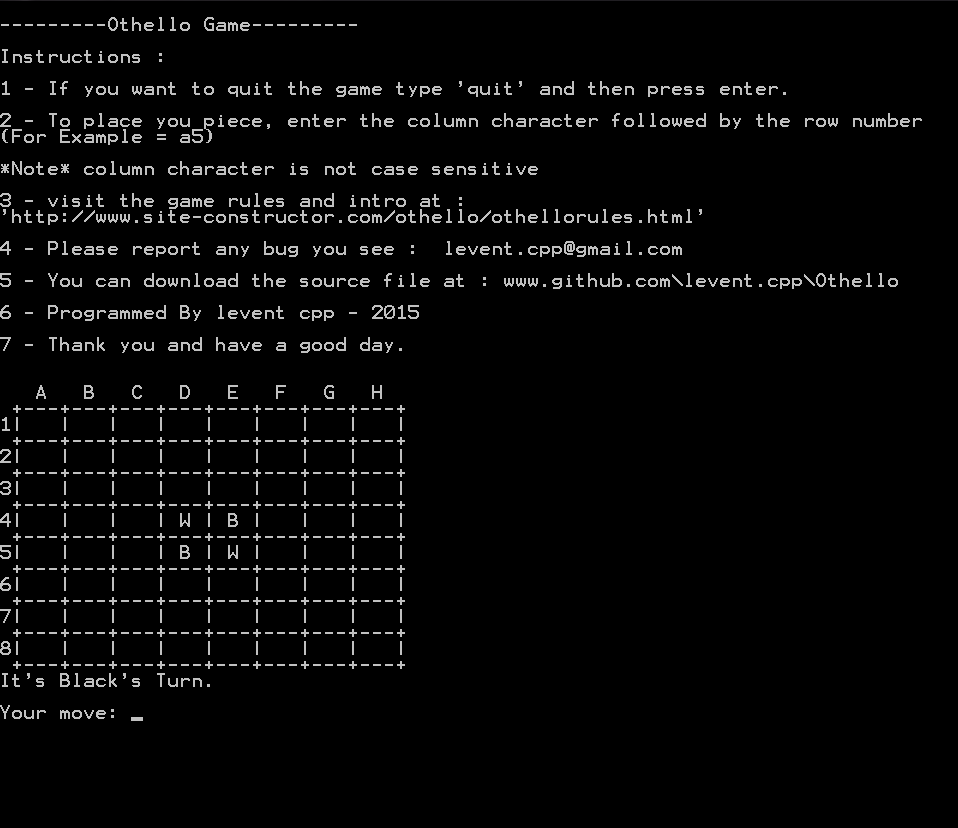 ---------Othello Game---------
Instructions :
1 - If you want to quit the game type 'quit' and then press enter.
2 - To place you piece, enter the column character followed by the row number
(For Example = a5)
*Note* column character is not case sensitive
3 - visit the game rules and intro at :
'http://www.site-constructor.com/othello/othellorules.html'
4 - Please report any bug you see :  levent.cpp@gmail.com
5 - You can download the source file at : www.github.com\levent.cpp\Othello
6 - Programmed By levent cpp - 2015
7 - Thank you and have a good day.
    A   B   C   D   E   F   G   H
  +---+---+---+---+---+---+---+---+
1|   |   |   |   |   |   |   |   |
  +---+---+---+---+---+---+---+---+
2|   |   |   |   |   |   |   |   |
  +---+---+---+---+---+---+---+---+
3|   |   |   |   |   |   |   |   |
  +---+---+---+---+---+---+---+---+
4|   |   |   | W | B |   |   |   |
  +---+---+---+---+---+---+---+---+
5|   |   |   | B | W |   |   |   |
  +---+---+---+---+---+---+---+---+
6|   |   |   |   |   |   |   |   |
  +---+---+---+---+---+---+---+---+
7|   |   |   |   |   |   |   |   |
  +---+---+---+---+---+---+---+---+
8|   |   |   |   |   |   |   |   |
  +---+---+---+---+---+---+---+---+
It's Black's Turn.
Your move: _